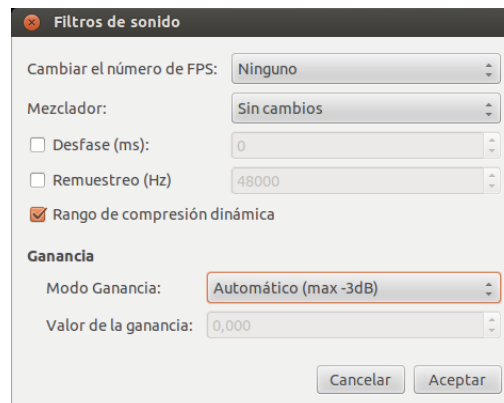 Filtros de sonido
Cambiar el número de FPS: Ninguno
Mezclador: Sin cambios
Desfase (ms): 0
Remuestreo (Hz) 48000
Rango de compresión dinámica
Ganancia
Modo Ganancia: Automático (max -3dB)
Valor de la ganancia: 0,000
Cancelar Aceptar